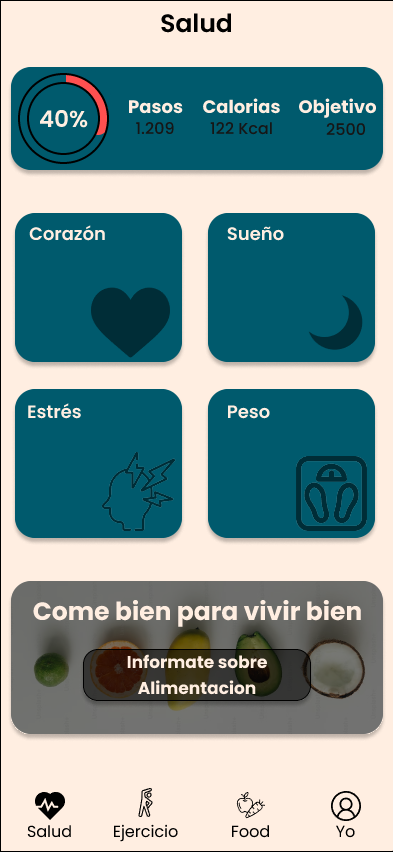 Salud
40%
Pasos Calorias Objetivo
1.209 122 Kcal 2500
Corazón Sueño
Estrés Peso
Come bien para vivir bien
Informate sobre
Alimentacion
Salud Ejercicio Food Yo